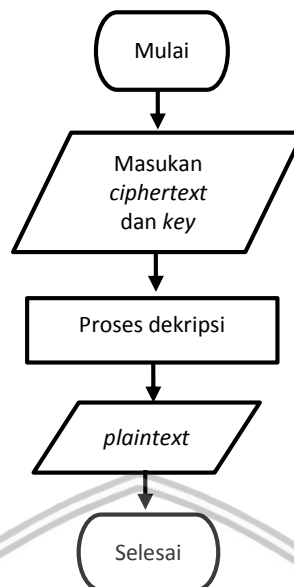 Mulai
Masukan
ciphertext
dan key
Proses dekripsi
plaintext
Selesai